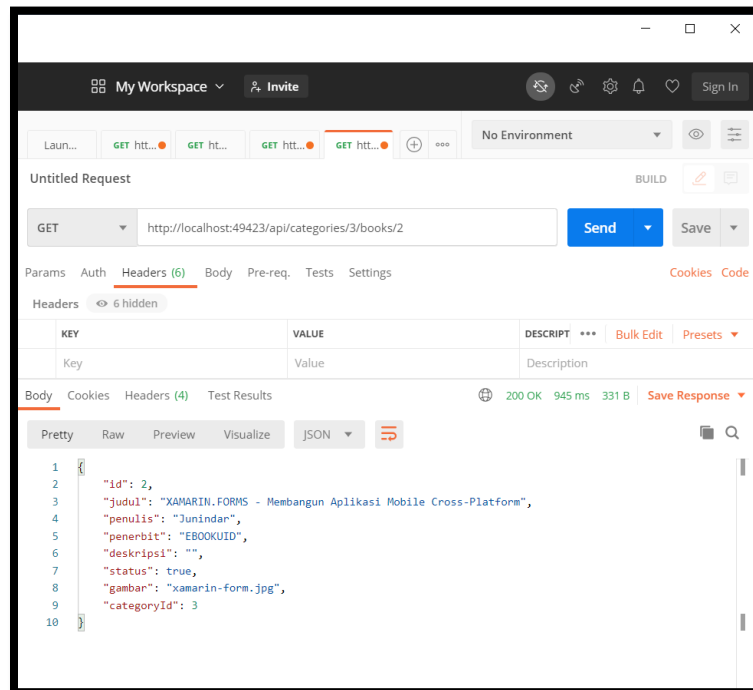 My Workspace Invite Sign In
Laun... GET htt... GET ht... GET htt... GET htt... No Environment
Untitled Request BUILD
GET http://localhost:49423/api/categories/3/books/2 Send Save
Params Auth Headers (6) Body Pre-req. Tests Settings Cookies Code
Headers 6 hidden
KEY VALUE DESCRIPT ••• Bulk Edit Presets
Key Value Description
Body Cookies Headers (4) Test Results 200 OK 945 ms 331 B Save Response
Pretty Raw Preview Visualize JSON
1 {
2 "id": 2,
3 "judul": "XAMARIN.FORMS - Membangun Aplikasi Mobile Cross-Platform",
4 "penulis": "Junindar",
5 "penerbit": "EBOOKUID",
6 "deskripsi": "",
7 "status": true,
8 "gambar": "xamarin-form.jpg",
9 "categoryId": 3
10 }